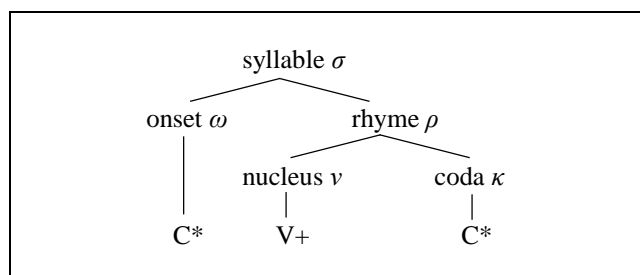 syllable σ
onset ω rhyme ρ
nucleus ν coda κ
C* V+ C*